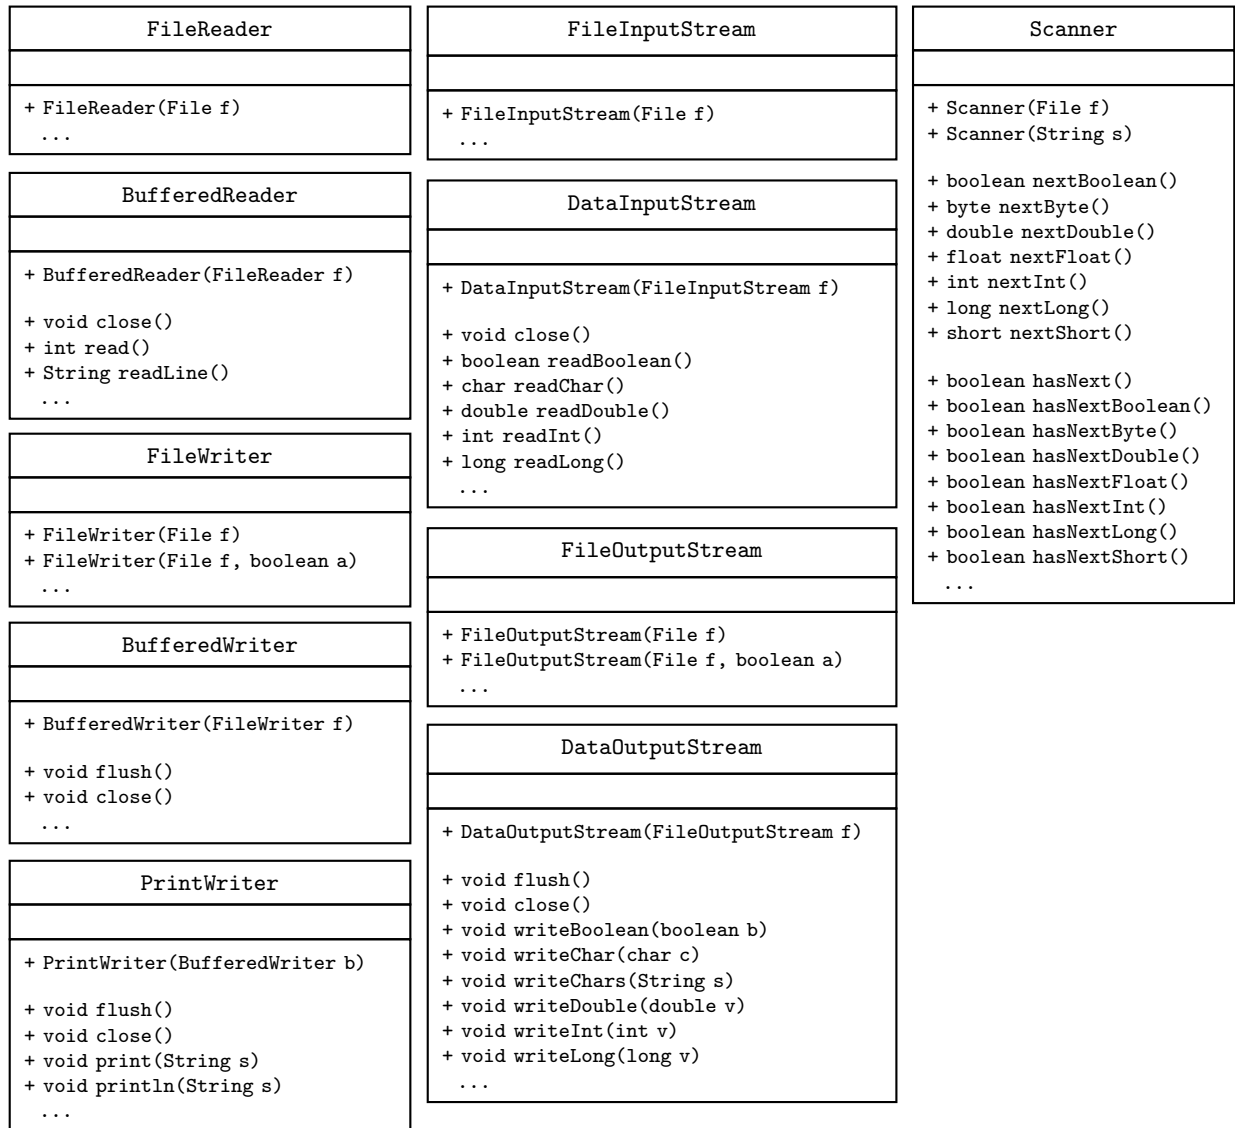 FileReader
+ FileReader(File f)
...
BufferedReader
+ BufferedReader(FileReader f)
+ void close()
+ int read()
+ String readLine()
...
FileWriter
+ FileWriter(File f)
+ FileWriter(File f, boolean a)
...
BufferedWriter
+ BufferedWriter(FileWriter f)
+ void flush()
+ void close()
...
PrintWriter
+ PrintWriter(BufferedWriter b)
+ void flush()
+ void close()
+ void print(String s)
+ void println(String s)
...
FileInputStream
+ FileInputStream(File f)
...
DataInputStream
+ DataInputStream(FileInputStream f)
+ void close()
+ boolean readBoolean()
+ char readChar()
+ double readDouble()
+ int readInt()
+ long readLong()
...
FileOutputStream
+ FileOutputStream(File f)
+ FileOutputStream(File f, boolean a)
...
DataOutputStream
+ DataOutputStream(FileOutputStream f)
+ void flush()
+ void close()
+ void writeBoolean(boolean b)
+ void writeChar(char c)
+ void writeChars(String s)
+ void writeDouble(double v)
+ void writeInt(int v)
+ void writeLong(long v)
...
Scanner
+ Scanner(File f)
+ Scanner(String s)
+ boolean nextBoolean()
+ byte nextByte()
+ double nextDouble()
+ float nextFloat()
+ int nextInt()
+ long nextLong()
+ short nextShort()
+ boolean hasNext()
+ boolean hasNextBoolean()
+ boolean hasNextByte()
+ boolean hasNextDouble()
+ boolean hasNextFloat()
+ boolean hasNextInt()
+ boolean hasNextLong()
+ boolean hasNextShort()
...